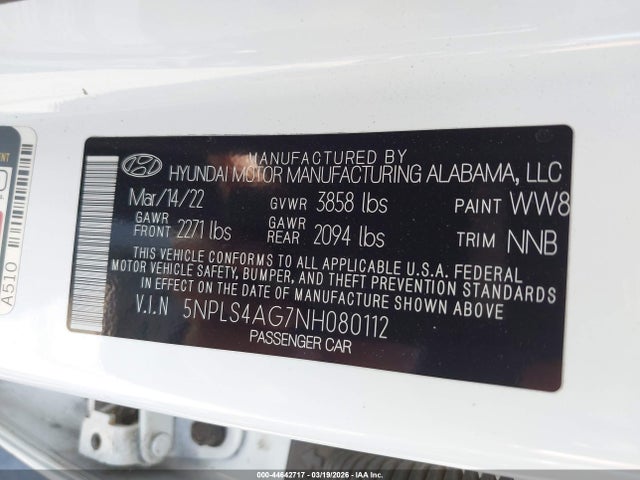 MANUFACTURED BY
HYUNDAI MOTOR MANUFACTURING ALABAMA, LLC
Mar/14/22 GVWR 3858 lbs PAINT WW8
GAWR FRONT 2271 lbs GAWR REAR 2094 lbs TRIM NNB
THIS VEHICLE CONFORMS TO ALL APPLICABLE U.S.A. FEDERAL
MOTOR VEHICLE SAFETY, BUMPER, AND THEFT PREVENTION
STANDARDS IN EFFECT ON THE DATE OF MANUFACTURE SHOWN ABOVE.
V.I.N 5NPLS4AG7NH080112
PASSENGER CAR
A510
000-44642717 - 03/19/2026 - IAA Inc.